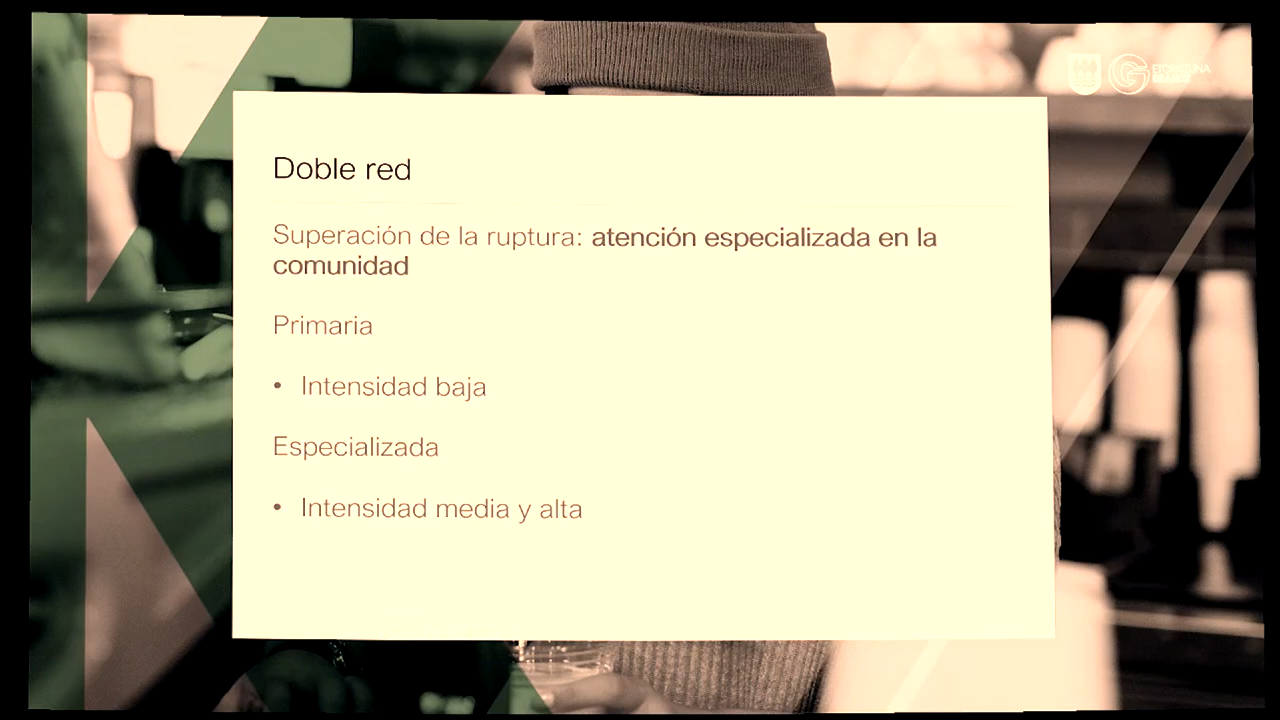 Doble red
Superación de la ruptura: atención especializada en la
comunidad
Primaria
• Intensidad baja
Especializada
• Intensidad media y alta